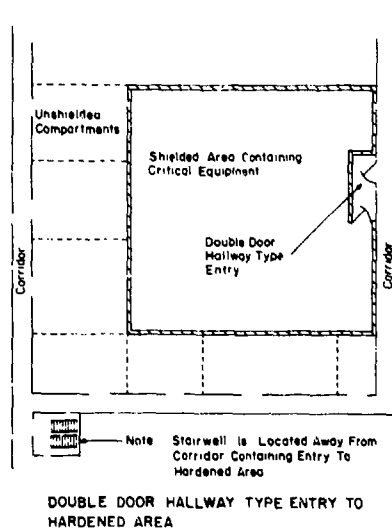 Unshielded
Compartments
Shielded Area Containing
Critical Equipment
Double Door
Hallway Type
Entry
Corridor
Corridor
Note Stairwell Is Located Away From
Corridor Containing Entry To
Hardened Area
DOUBLE DOOR HALLWAY TYPE ENTRY TO
HARDENED AREA